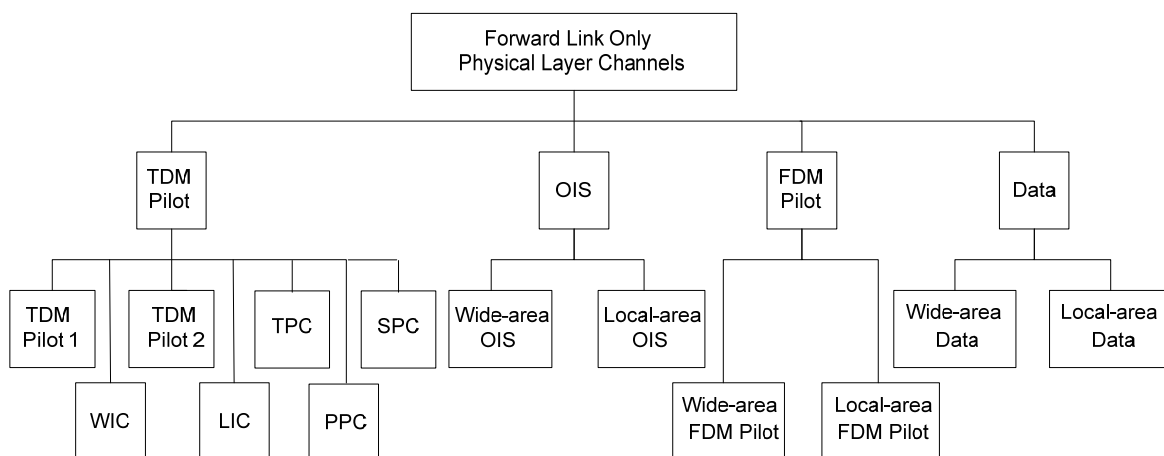 Forward Link Only
Physical Layer Channels
TDM
Pilot
OIS
FDM
Pilot
Data
TDM
Pilot 1
TDM
Pilot 2
TPC
SPC
Wide-area
OIS
Local-area
OIS
Wide-area
Data
Local-area
Data
WIC
LIC
PPC
Wide-area
FDM Pilot
Local-area
FDM Pilot